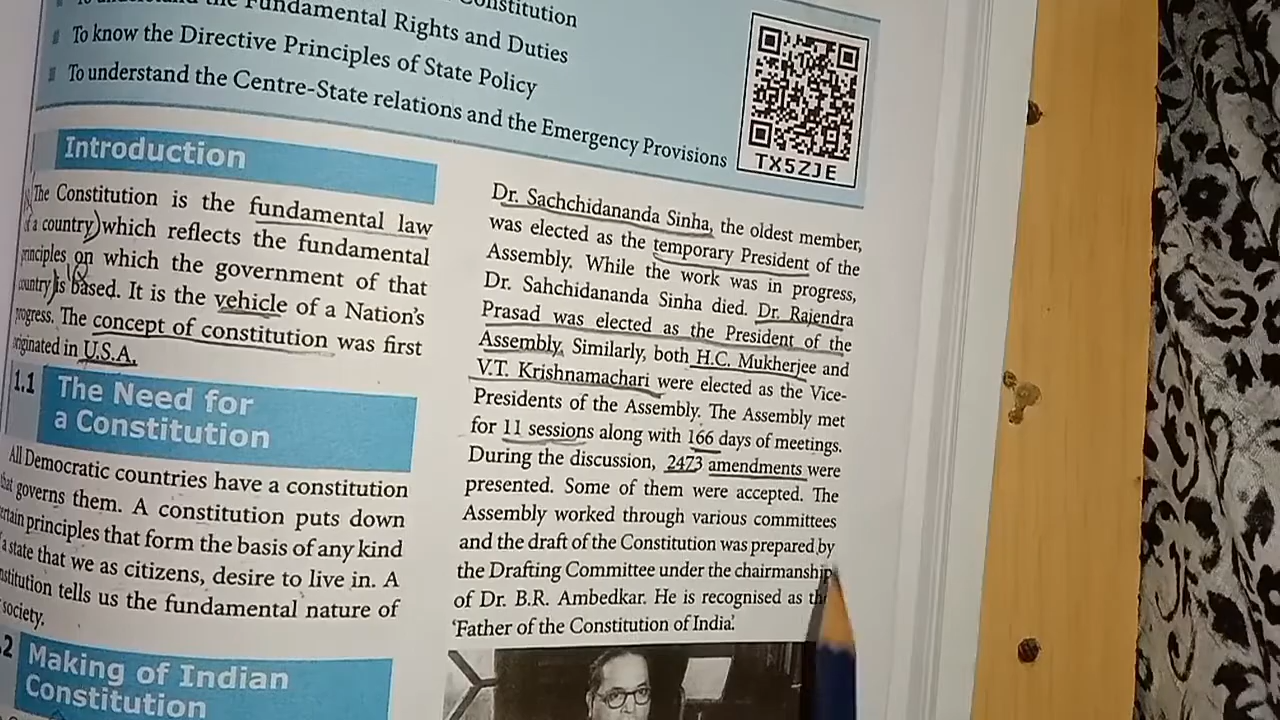 onstitution
the Fundamental Rights and Duties
To know the Directive Principles of State Policy
To understand the Centre-State relations and the Emergency Provisions
TX5ZJE
Introduction
The Constitution is the fundamental law
a country) which reflects the fundamental
principles on which the government of that
country is based. It is the vehicle of a Nation's
progress. The concept of constitution was first
originated in U.S.A.
1.1 The Need for
a Constitution
All Democratic countries have a constitution
that governs them. A constitution puts down
certain principles that form the basis of any kind
a state that we as citizens, desire to live in. A
nstitution tells us the fundamental nature of
society.
.2 Making of Indian
Constitution
Dr. Sachchidananda Sinha, the oldest member,
was elected as the temporary President of the
Assembly. While the work was in progress,
Dr. Sahchidananda Sinha died. Dr. Rajendra
Prasad was elected as the President of the
Assembly. Similarly, both H.C. Mukherjee and
V.T. Krishnamachari were elected as the Vice-
Presidents of the Assembly. The Assembly met
for 11 sessions along with 166 days of meetings.
During the discussion, 2473 amendments were
presented. Some of them were accepted. The
Assembly worked through various committees
and the draft of the Constitution was prepared by
the Drafting Committee under the chairmanship
of Dr. B.R. Ambedkar. He is recognised as th
'Father of the Constitution of India'.